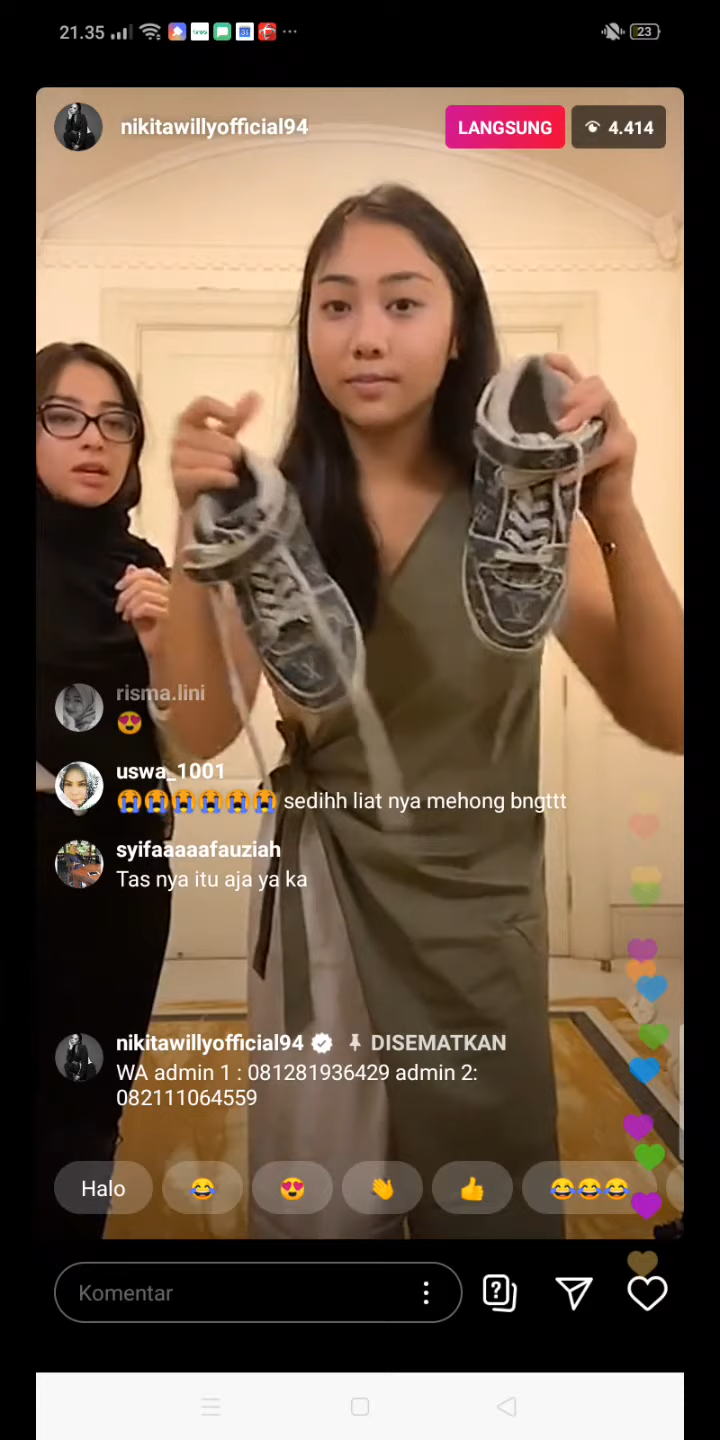 21.35
23
nikitawillyofficial94
LANGSUNG
4.414
risma.lini
😍
uswa_1001
😭😭😭😭😭😭 sedihh liat nya mehong bngttt
syifaaaaafauziah
Tas nya itu aja ya ka
nikitawillyofficial94 DISEMATKAN
WA admin 1 : 081281936429 admin 2:
082111064559
Halo 😂 😍 👋 👍 😂😂😂
Komentar